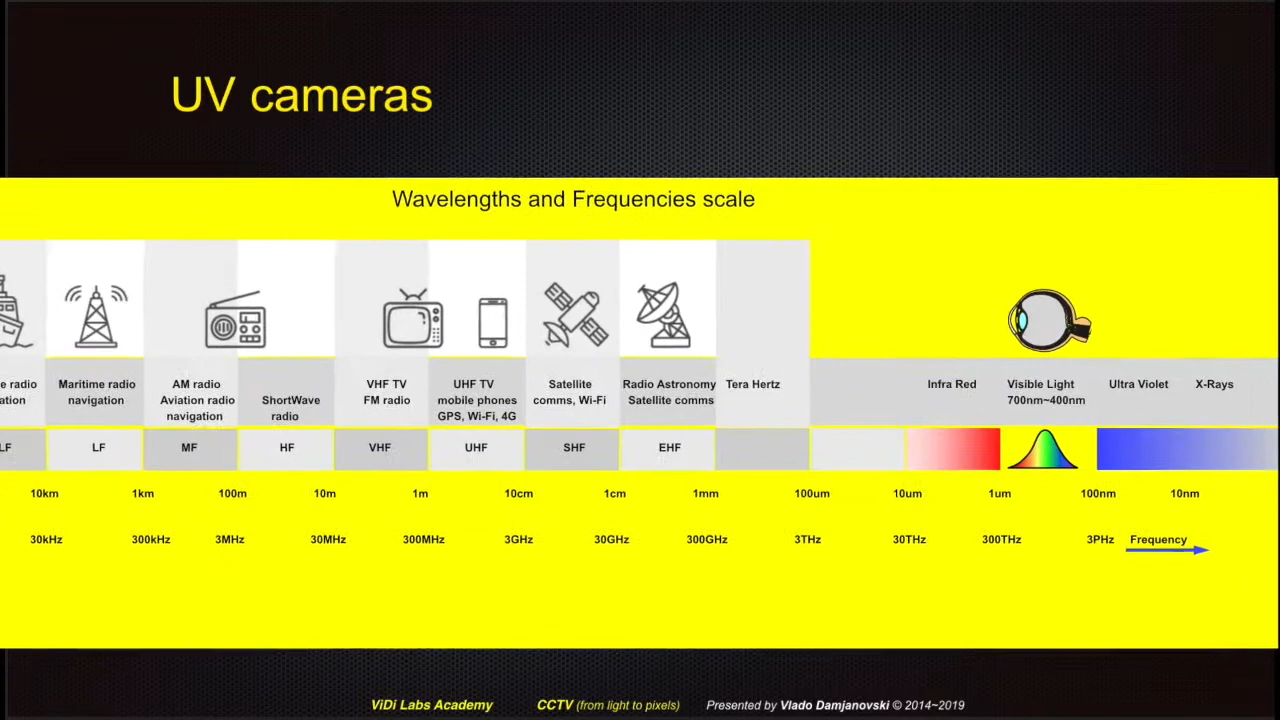 UV cameras
Wavelengths and Frequencies scale
e radio Maritime radio AM radio VHF TV UHF TV Satellite Radio Astronomy Tera Hertz Infra Red Visible Light Ultra Violet X-Rays
ation navigation Aviation radio ShortWave FM radio mobile phones comms, Wi-Fi Satellite comms 700nm~400nm
navigation radio GPS, Wi-Fi, 4G
LF LF MF HF VHF UHF SHF EHF
10km 1km 100m 10m 1m 10cm 1cm 1mm 100um 10um 1um 100nm 10nm
30kHz 300kHz 3MHz 30MHz 300MHz 3GHz 30GHz 300GHz 3THz 30THz 300THz 3PHz Frequency
ViDi Labs Academy CCTV (from light to pixels) Presented by Vlado Damjanovski © 2014~2019